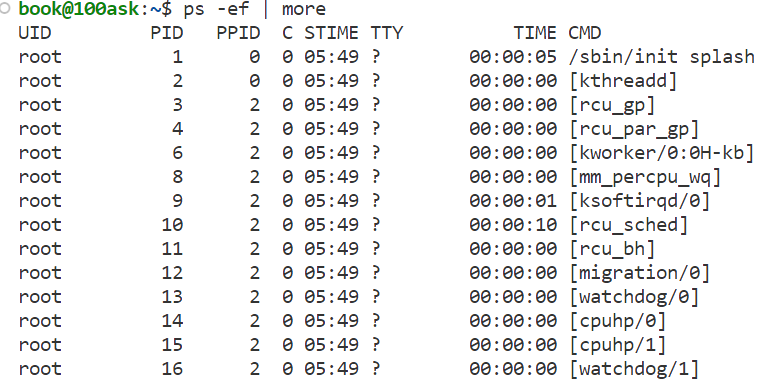 book@100ask:~$ ps -ef | more
UID PID PPID C STIME TTY TIME CMD
root 1 0 0 05:49 ? 00:00:05 /sbin/init splash
root 2 0 0 05:49 ? 00:00:00 [kthreadd]
root 3 2 0 05:49 ? 00:00:00 [rcu_gp]
root 4 2 0 05:49 ? 00:00:00 [rcu_par_gp]
root 6 2 0 05:49 ? 00:00:00 [kworker/0:0H-kb]
root 8 2 0 05:49 ? 00:00:00 [mm_percpu_wq]
root 9 2 0 05:49 ? 00:00:01 [ksoftirqd/0]
root 10 2 0 05:49 ? 00:00:10 [rcu_sched]
root 11 2 0 05:49 ? 00:00:00 [rcu_bh]
root 12 2 0 05:49 ? 00:00:00 [migration/0]
root 13 2 0 05:49 ? 00:00:00 [watchdog/0]
root 14 2 0 05:49 ? 00:00:00 [cpuhp/0]
root 15 2 0 05:49 ? 00:00:00 [cpuhp/1]
root 16 2 0 05:49 ? 00:00:00 [watchdog/1]